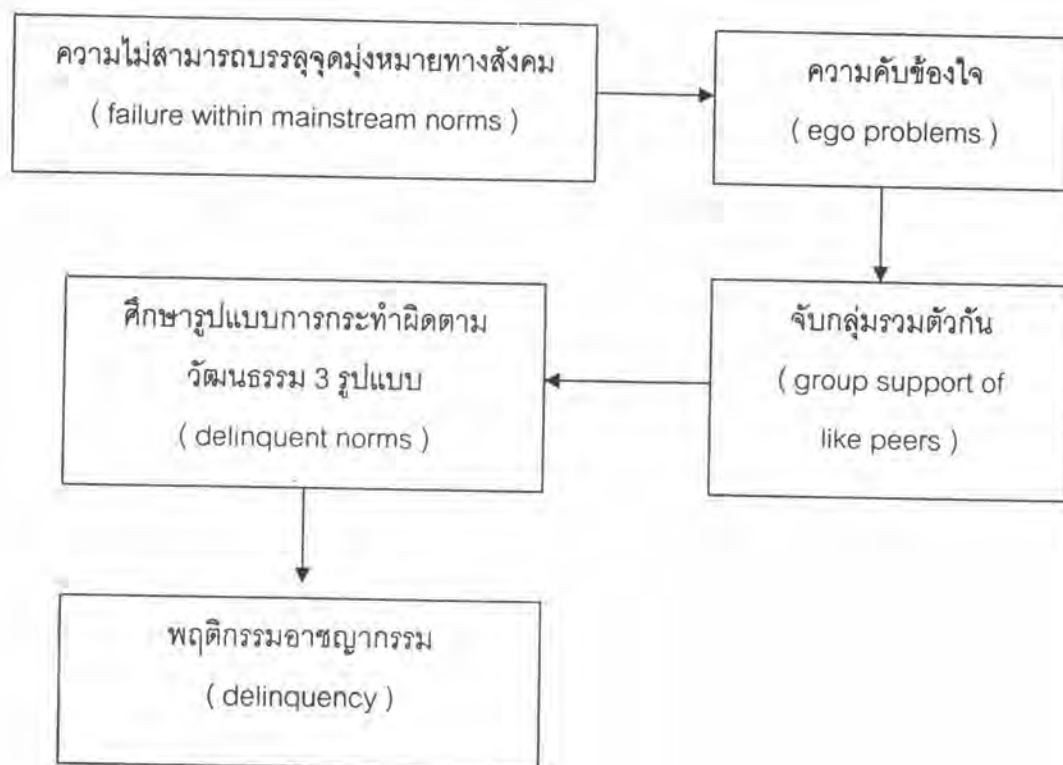 ความไม่สามารถบรรลุจุดมุ่งหมายทางสังคม
( failure within mainstream norms )
ความคับข้องใจ
( ego problems )
จับกลุ่มรวมตัวกัน
( group support of
like peers )
ศึกษารูปแบบการกระทำผิดตาม
วัฒนธรรม 3 รูปแบบ
( delinquent norms )
พฤติกรรมอาชญากรรม
( delinquency )